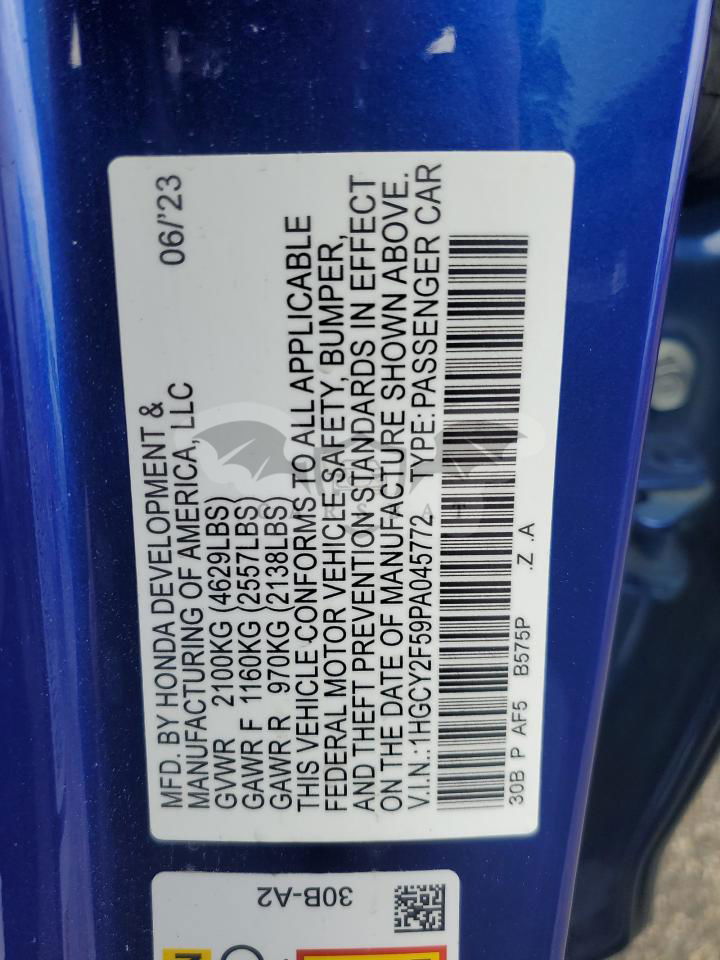 MFD. BY HONDA DEVELOPMENT & 06/'23
MANUFACTURING OF AMERICA, LLC
GVWR 2100KG (4629LBS)
GAWR F 1160KG (2557LBS)
GAWR R 970KG (2138LBS)
THIS VEHICLE CONFORMS TO ALL APPLICABLE
FEDERAL MOTOR VEHICLE SAFETY, BUMPER,
AND THEFT PREVENTION STANDARDS IN EFFECT
ON THE DATE OF MANUFACTURE SHOWN ABOVE.
V.I.N.:1HGCY2F59PA045772 TYPE:PASSENGER CAR
30B P AF5 B575P .Z .A
30B-A2